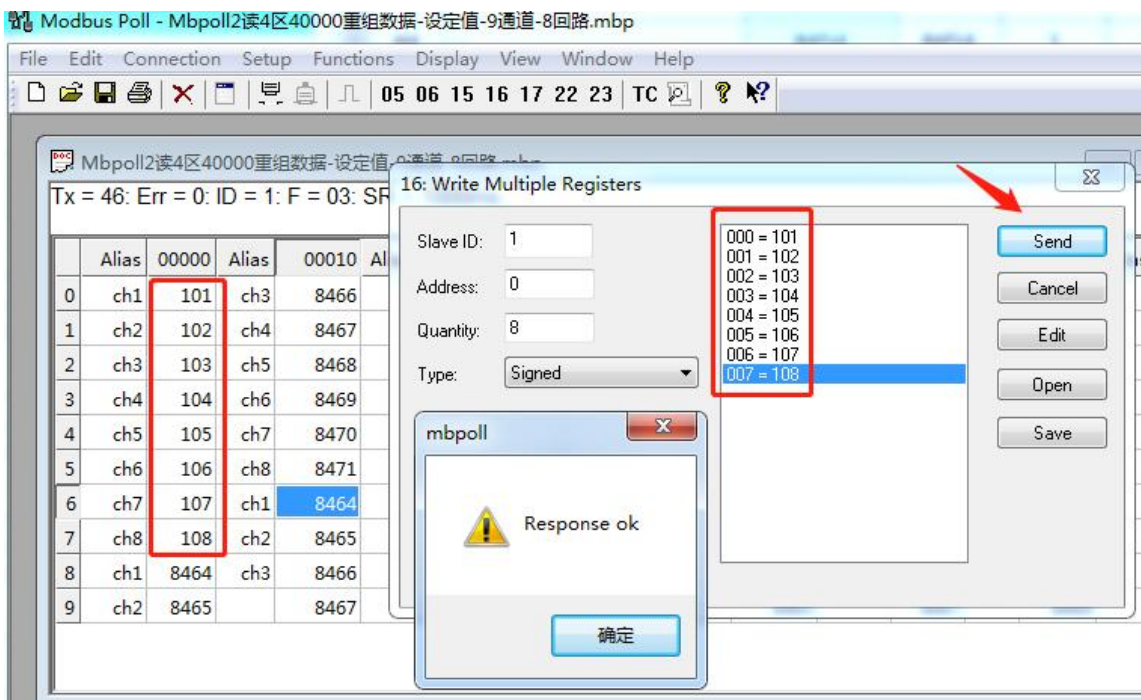 Modbus Poll - Mbpoll2读4区40000重组数据-设定值-9通道-8回路.mbp
File Edit Connection Setup Functions Display View Window Help
05 06 15 16 17 22 23 TC
Mbpoll2读4区40000重组数据-设定值-9通道-8回路.mbp
Tx = 46: Err = 0: ID = 1: F = 03: SR
Alias 00000 Alias 00010 Al
0 ch1 101 ch3 8466
1 ch2 102 ch4 8467
2 ch3 103 ch5 8468
3 ch4 104 ch6 8469
4 ch5 105 ch7 8470
5 ch6 106 ch8 8471
6 ch7 107 ch1 8464
7 ch8 108 ch2 8465
8 ch1 8464 ch3 8466
9 ch2 8465 8467
16: Write Multiple Registers
Slave ID: 1
Address: 0
Quantity: 8
Type: Signed
000 = 101
001 = 102
002 = 103
003 = 104
004 = 105
005 = 106
006 = 107
007 = 108
Send
Cancel
Edit
Open
Save
mbpoll
Response ok
确定